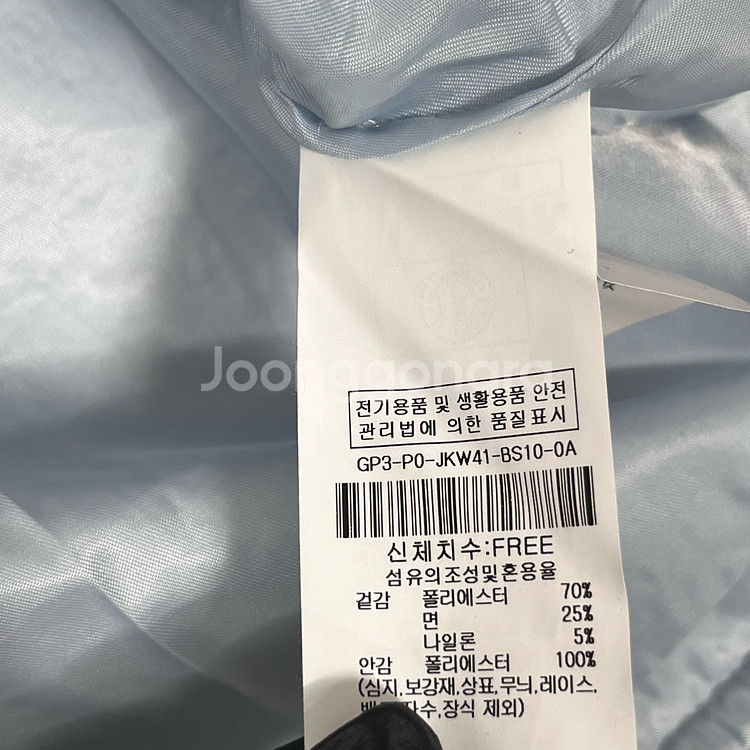 Joonggonara
전기용품 및 생활용품 안전
관리법에 의한 품질표시
GP3-P0-JKW41-BS10-0A
신체치수:FREE
섬유의조성및혼용율
겉감 폴리에스터 70%
면 25%
나일론 5%
안감 폴리에스터 100%
(심지,보강재,상표,무늬,레이스,
장식 제외)